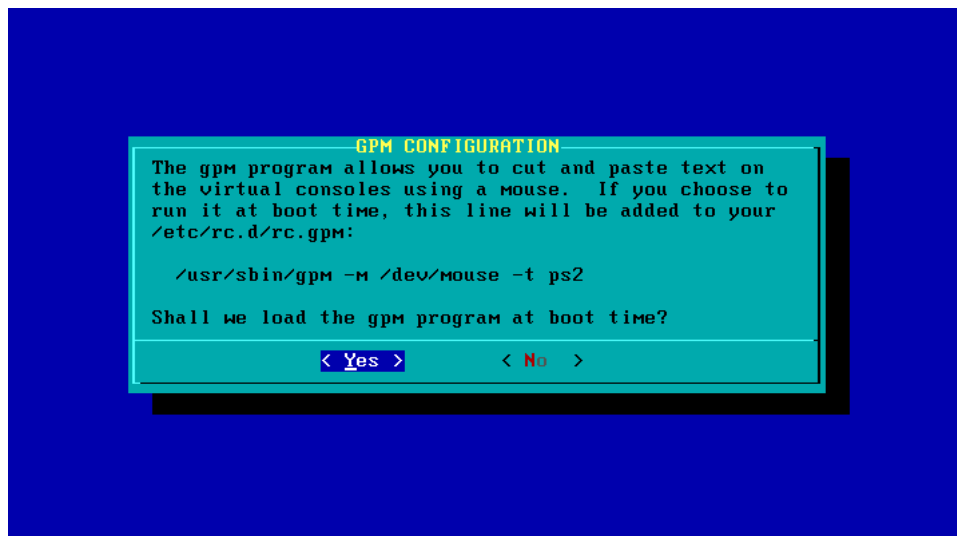 GPM CONFIGURATION
The gpm program allows you to cut and paste text on
the virtual consoles using a mouse.  If you choose to
run it at boot time, this line will be added to your
/etc/rc.d/rc.gpm:
/usr/sbin/gpm -m /dev/mouse -t ps2
Shall we load the gpm program at boot time?
< Yes > < No >